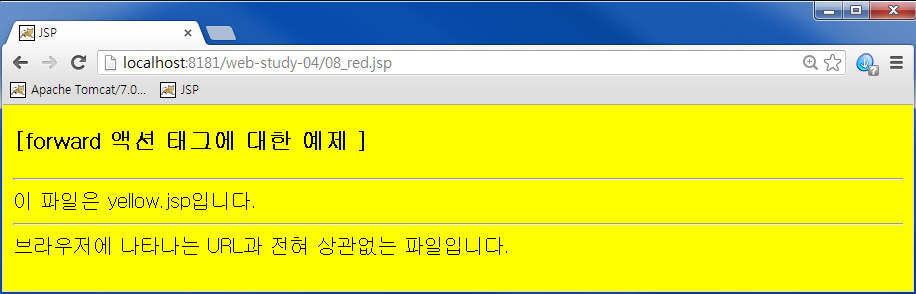 JSP
localhost:8181/web-study-04/08_red.jsp
Apache Tomcat/7.0... JSP
[forward 액션 태그에 대한 예제 ]
이 파일은 yellow.jsp입니다.
브라우저에 나타나는 URL과 전혀 상관없는 파일입니다.